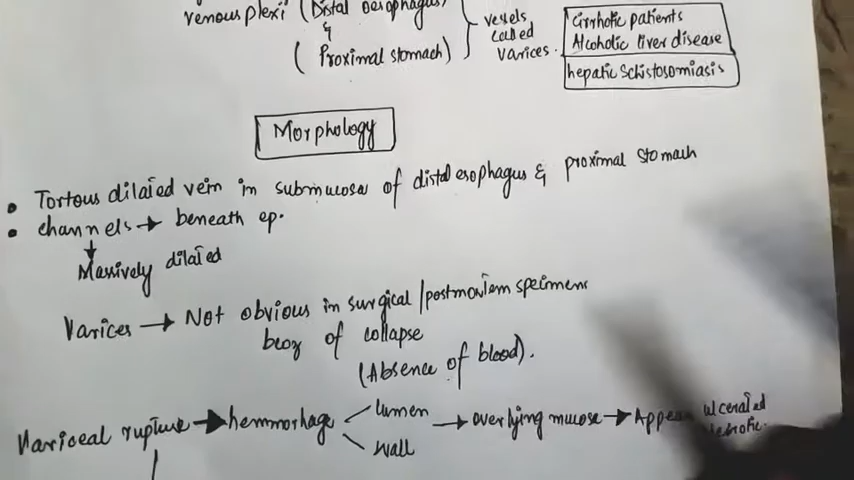 venous plexi (Distal oesophagus)
&
(Proximal stomach)
vessels
called
varices.
Cirrhotic patients
Alcoholic liver disease
hepatic Schistosomiasis
Morphology
• Tortous dilated vein in submucosa of distal esophagus & proximal stomach
• channels → beneath ep.
↓
Massively dilated
Varices → Not obvious in surgical /postmortem specimens
becoz of collapse
(Absence of blood).
Variceal rupture → hemmorhage
lumen
wall
→ overlying mucosa → Appear ulcerated